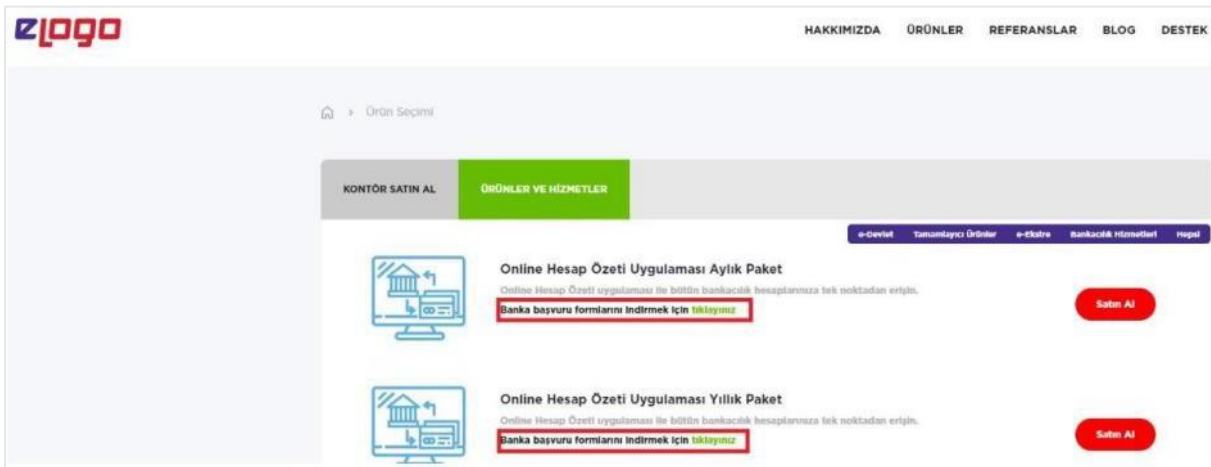 eLogo
HAKKIMIZDA ÜRÜNLER REFERANSLAR BLOG DESTEK
Ürün Seçimi
KONTÖR SATIN AL ÜRÜNLER VE HİZMETLER
e-Devlet Tamamlayıcı Ürünler e-Ekstre Bankacılık Hizmetleri Hepsi
Online Hesap Özeti Uygulaması Aylık Paket
Online Hesap Özeti uygulaması ile bütün bankacılık hesaplarınıza tek noktadan erişin.
Banka başvuru formlarını indirmek için tıklayınız
Satın Al
Online Hesap Özeti Uygulaması Yıllık Paket
Online Hesap Özeti uygulaması ile bütün bankacılık hesaplarınıza tek noktadan erişin.
Banka başvuru formlarını indirmek için tıklayınız
Satın Al